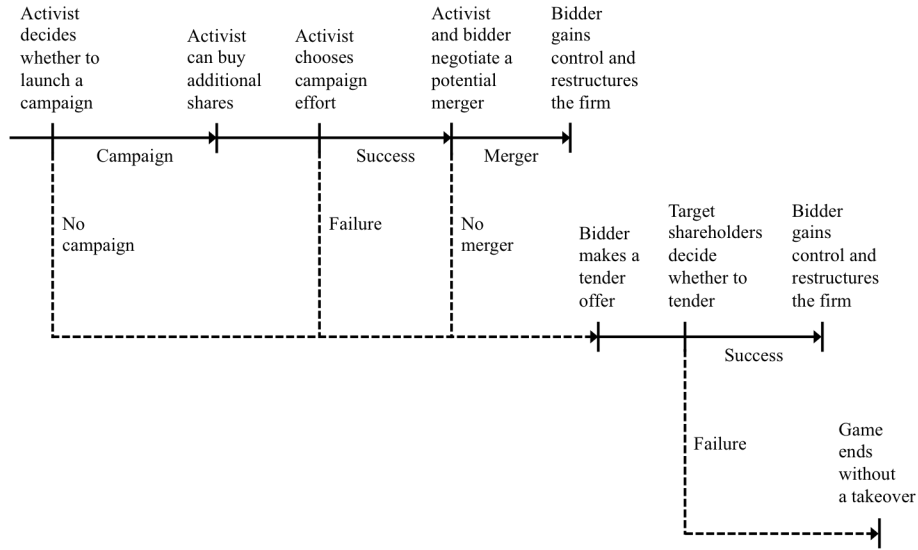 Activist
decides
whether to
launch a
campaign
Activist
can buy
additional
shares
Activist
chooses
campaign
effort
Activist
and bidder
negotiate a
potential
merger
Bidder
gains
control and
restructures
the firm
Campaign
Success
Merger
No
campaign
Failure
No
merger
Bidder
makes a
tender
offer
Target
shareholders
decide
whether to
tender
Bidder
gains
control and
restructures
the firm
Success
Failure
Game
ends
without
a takeover